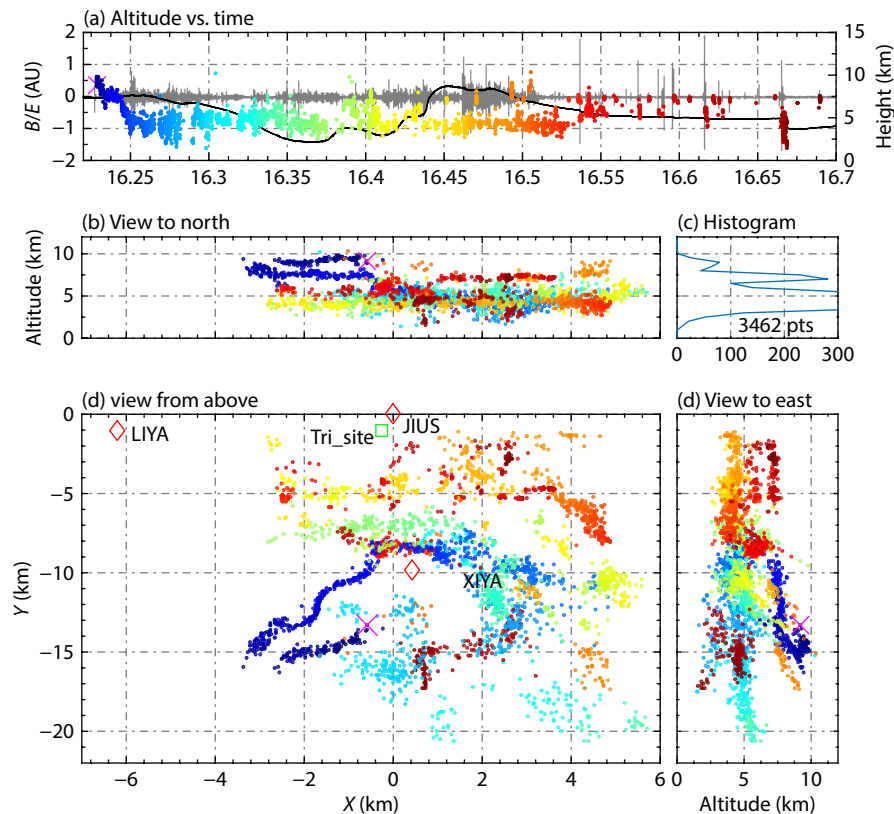 (a) Altitude vs. time
2
1
0
−1
−2
B/E (AU)
15
10
5
0
Height (km)
16.25
16.3
16.35
16.4
16.45
16.5
16.55
16.6
16.65
16.7
(b) View to north
10
5
0
Altitude (km)
(c) Histogram
3462 pts
0
100
200
300
(d) view from above
0
−5
−10
−15
−20
Y (km)
LIYA
Tri_site
JIUS
XIYA
−6
−4
−2
0
2
4
6
X (km)
(d) View to east
0
5
10
Altitude (km)